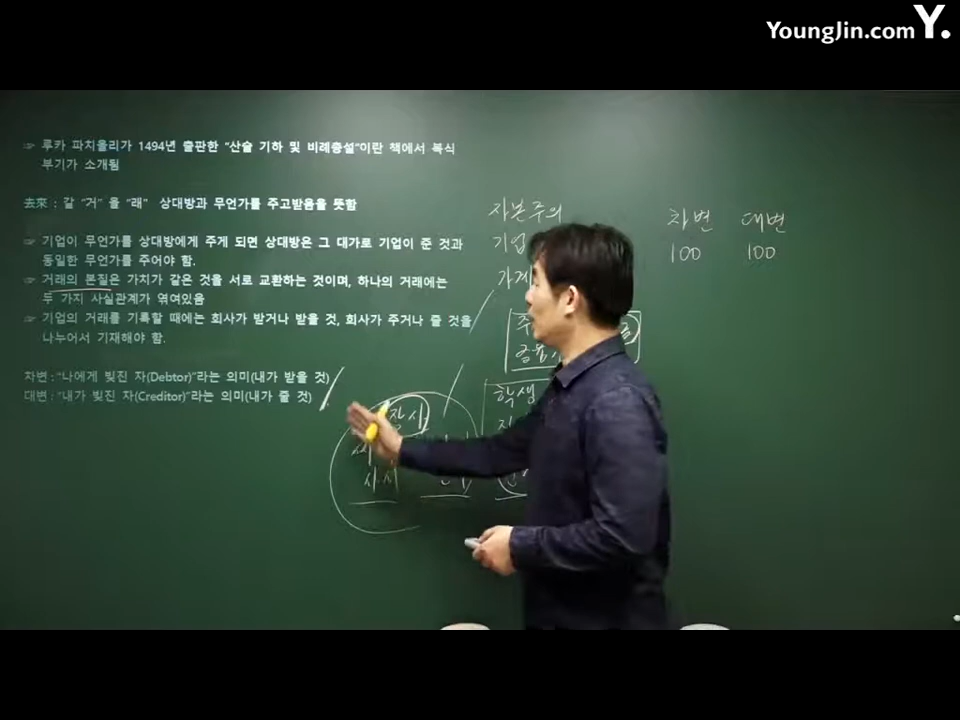 YoungJin.com Y.
☞ 루카 파치올리가 1494년 출판한 “산술 기하 및 비례총설”이란 책에서 복식
부기가 소개됨
去來 : 갈 “거” 올 “래” 상대방과 무언가를 주고받음을 뜻함
☞ 기업이 무언가를 상대방에게 주게 되면 상대방은 그 대가로 기업이 준 것과
동일한 무언가를 주어야 함.
☞ 거래의 본질은 가치가 같은 것을 서로 교환하는 것이며, 하나의 거래에는
두 가지 사실관계가 엮여있음
☞ 기업의 거래를 기록할 때에는 회사가 받거나 받을 것, 회사가 주거나 줄 것을
나누어서 기재해야 함.
차변 : “나에게 빚진 자(Debtor)”라는 의미(내가 받을 것)
대변 : “내가 빚진 자(Creditor)”라는 의미(내가 줄 것)
자본주의
기업
차변 대변
100 100
학생